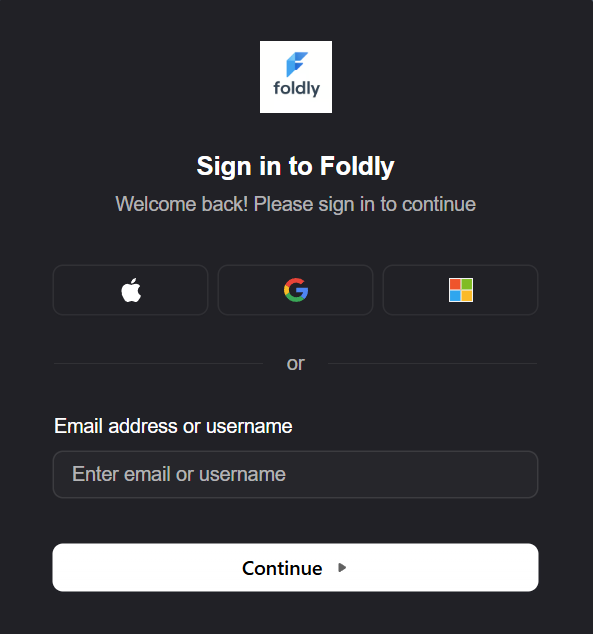 foldly
Sign in to Foldly
Welcome back! Please sign in to continue
or
Email address or username
Enter email or username
Continue